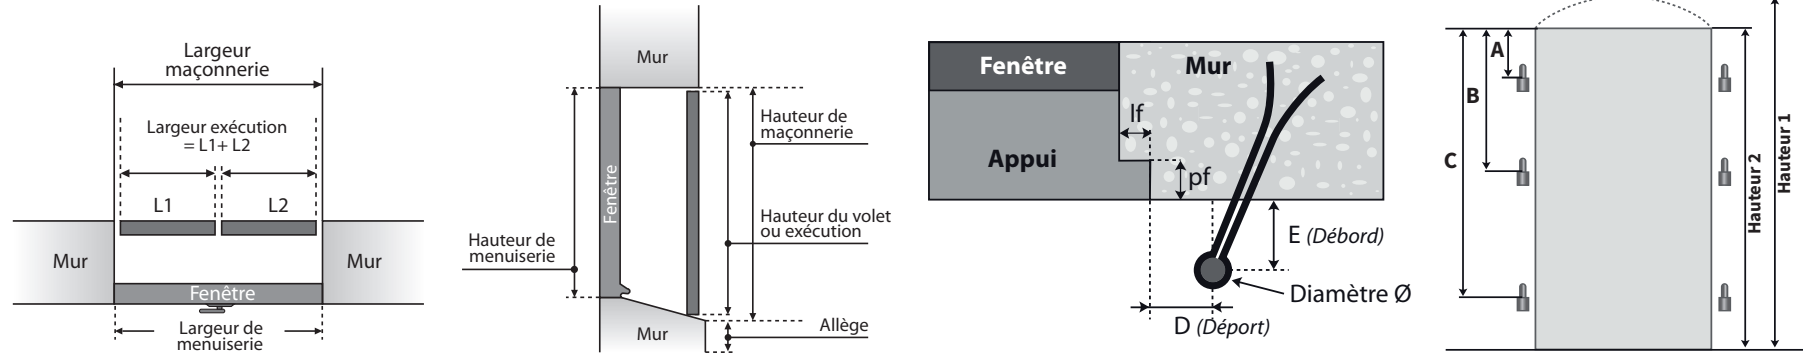 Largeur
maçonnerie
Largeur exécution
= L1+ L2
L1
L2
Mur
Mur
Fenêtre
Largeur de
menuiserie
Mur
Hauteur de
maçonnerie
Fenêtre
Hauteur du volet
ou exécution
Hauteur de
menuiserie
Mur
Allège
Fenêtre
Mur
lf
Appui
pf
E (Débord)
Diamètre Ø
D (Déport)
A
B
C
Hauteur 2
Hauteur 1